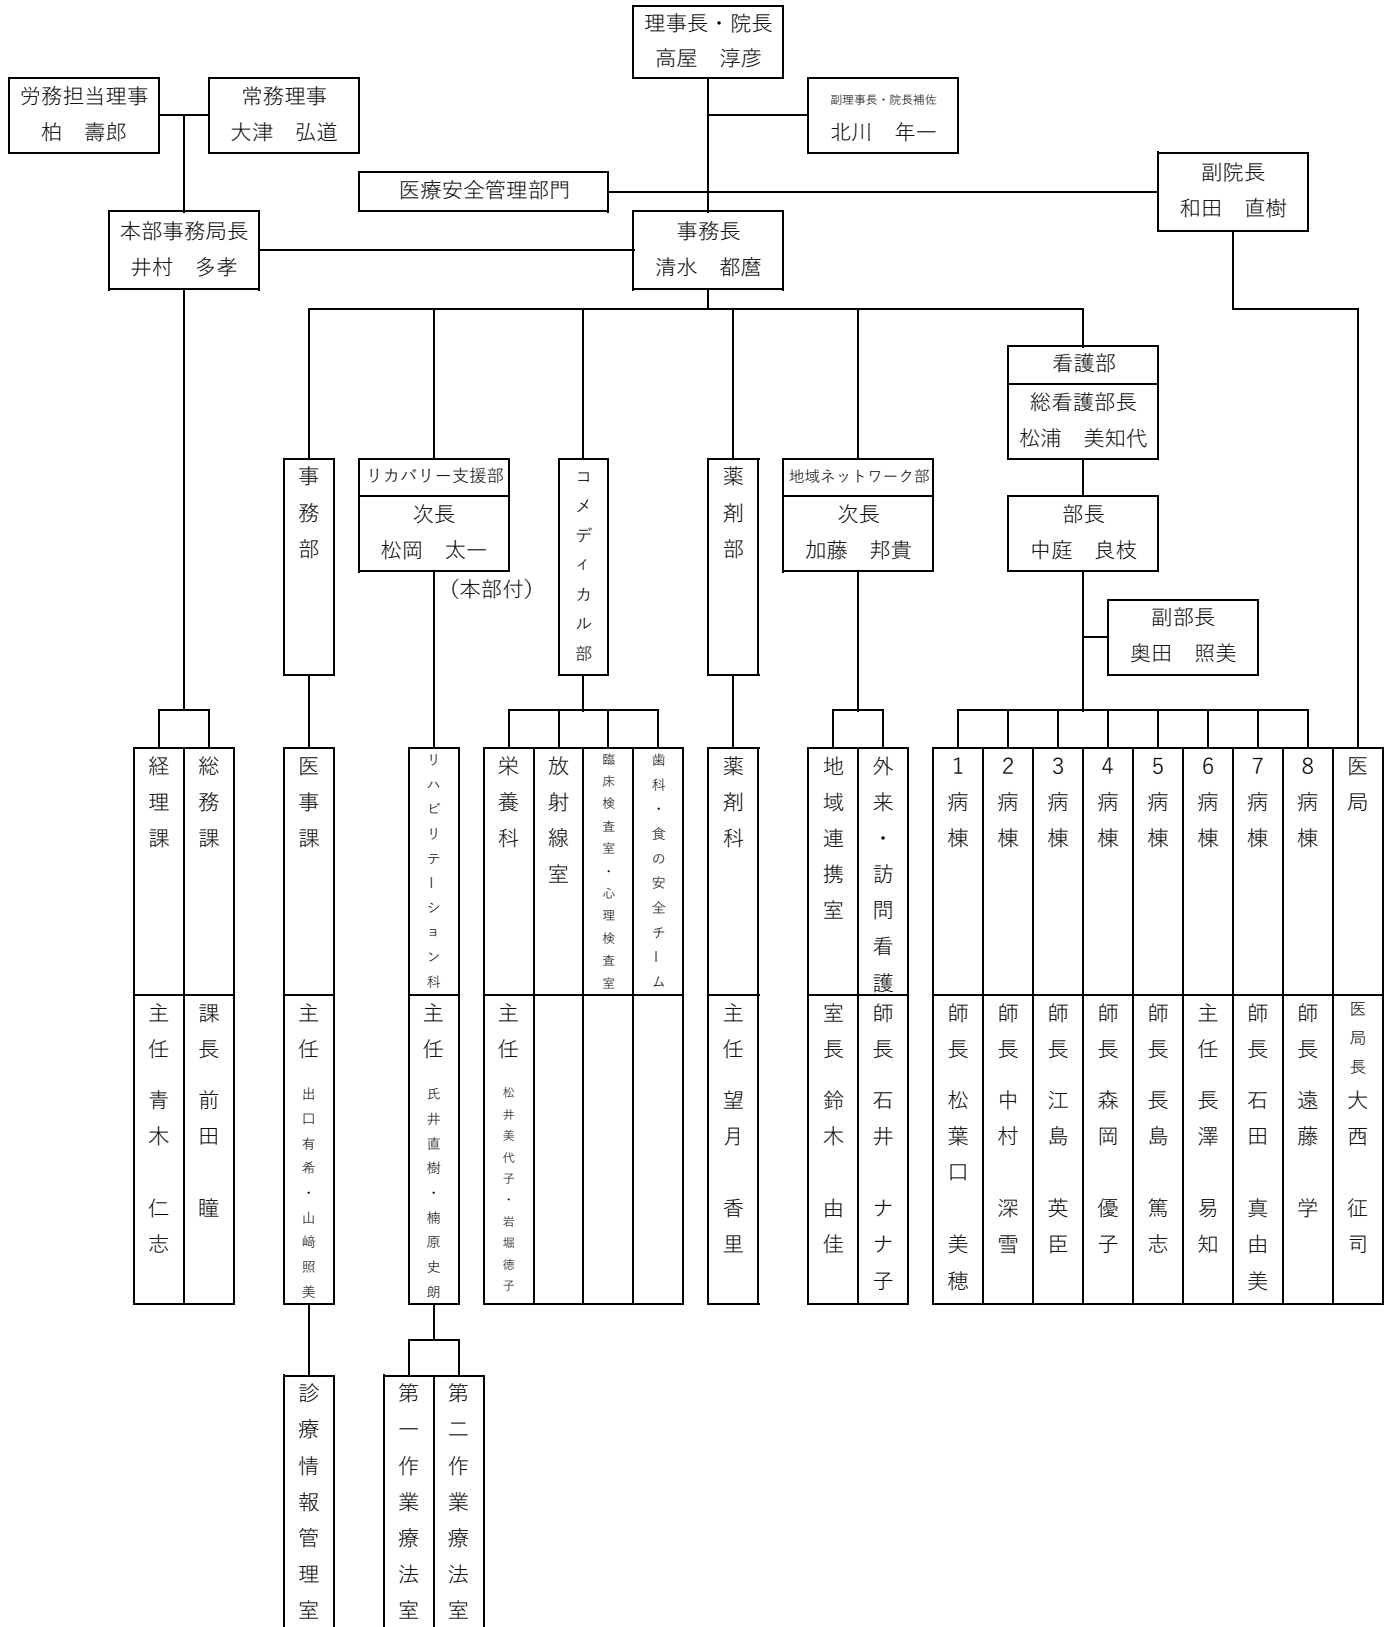 理事長・院長
高屋　淳彦
労務担当理事
柏　壽郎
常務理事
大津　弘道
副理事長・院長補佐
北川　年一
医療安全管理部門
副院長
和田　直樹
本部事務局長
井村　多孝
事務長
清水　都麿
看護部
総看護部長
松浦　美知代
事務部
リカバリー支援部
次長
松岡　太一
（本部付）
コメディカル部
薬剤部
地域ネットワーク部
次長
加藤　邦貴
部長
中庭　良枝
副部長
奥田　照美
経理課
主任　青木　仁志
総務課
課長　前田　瞳
医事課
主任　出口有希・山﨑照美
リハビリテーション科
主任　氏井直樹・楠原史朗
栄養科
主任　松井美代子・岩堀徳子
放射線室
臨床検査室・心理検査室
歯科・食の安全チーム
薬剤科
主任　望月　香里
地域連携室
室長　鈴木　由佳
外来・訪問看護
師長　石井　ナナ子
1病棟
師長　松葉口　美穂
2病棟
師長　中村　深雪
3病棟
師長　江島　英臣
4病棟
師長　森岡　優子
5病棟
師長　長島　篤志
6病棟
主任　長澤　易知
7病棟
師長　石田　真由美
8病棟
師長　遠藤　学
医局
医局長　大西　征司
診療情報管理室
第一作業療法室
第二作業療法室